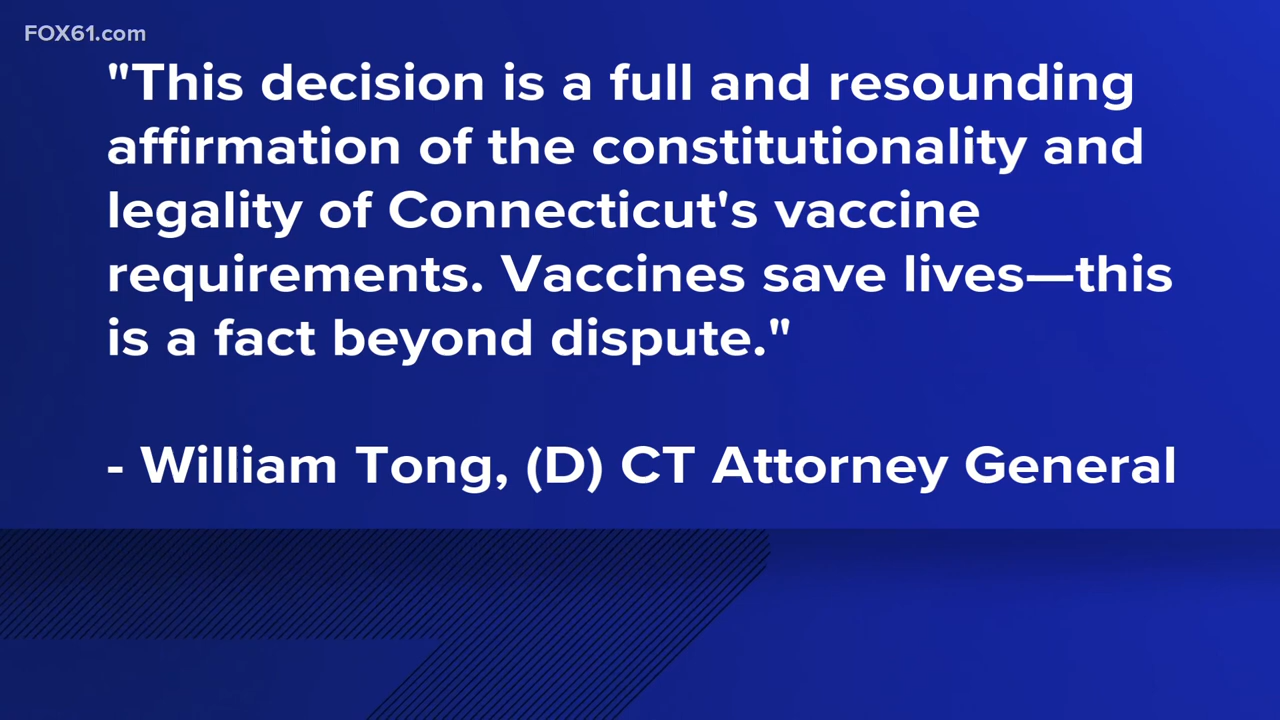 FOX61.com
"This decision is a full and resounding
affirmation of the constitutionality and
legality of Connecticut's vaccine
requirements. Vaccines save lives—this
is a fact beyond dispute."
- William Tong, (D) CT Attorney General